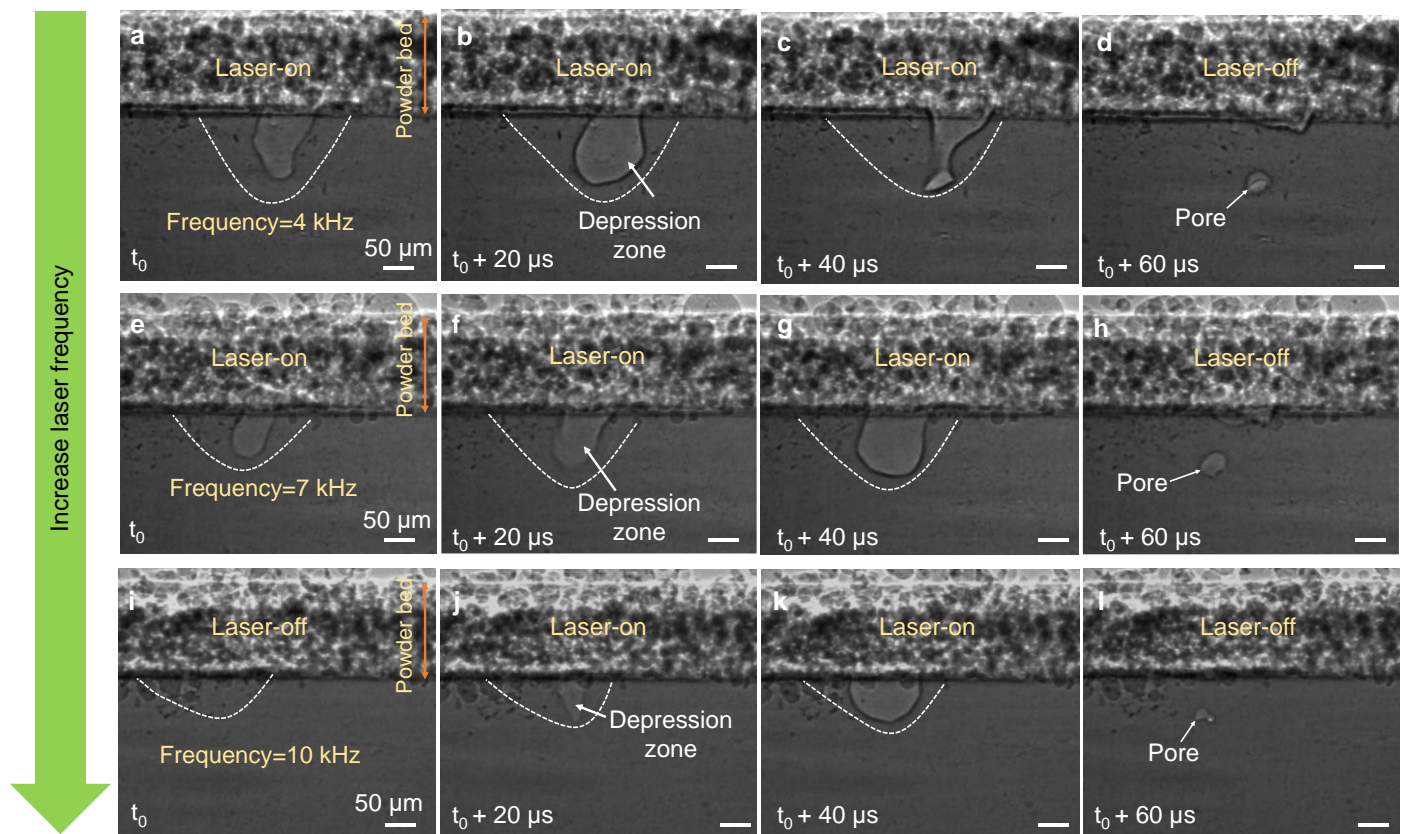 Increase laser frequency
a
Laser-on
Powder bed
Frequency=4 kHz
t₀
50 µm
b
Laser-on
Depression
zone
t₀ + 20 µs
c
Laser-on
t₀ + 40 µs
d
Laser-off
Pore
t₀ + 60 µs
e
Laser-on
Powder bed
Frequency=7 kHz
t₀
50 µm
f
Laser-on
Depression
zone
t₀ + 20 µs
g
Laser-on
t₀ + 40 µs
h
Laser-off
Pore
t₀ + 60 µs
i
Laser-off
Powder bed
Frequency=10 kHz
t₀
50 µm
j
Laser-on
Depression
zone
t₀ + 20 µs
k
Laser-on
t₀ + 40 µs
l
Laser-off
Pore
t₀ + 60 µs